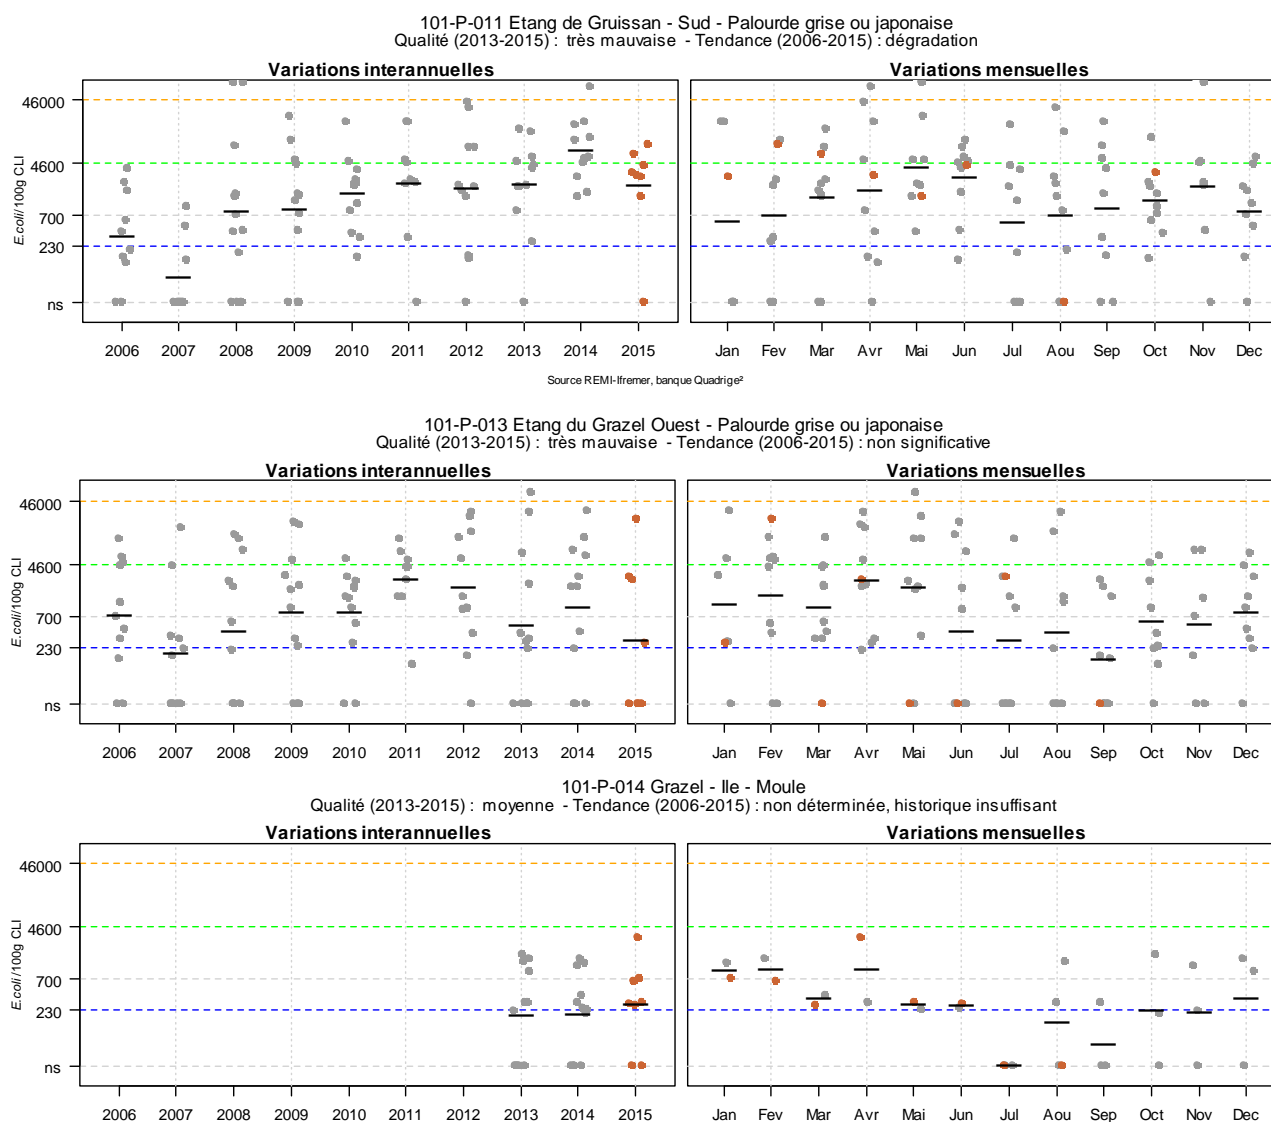 101-P-011 Etang de Gruissan - Sud - Palourde grise ou japonaise
Qualité (2013-2015) : très mauvaise - Tendance (2006-2015) : dégradation
Variations interannuelles
Variations mensuelles
E.coli/100g CLI
46000
4600
700
230
ns
2006 2007 2008 2009 2010 2011 2012 2013 2014 2015
Jan Fev Mar Avr Mai Jun Jul Aou Sep Oct Nov Dec
Source REMI-Ifremer, banque Quadrige²
101-P-013 Etang du Grazel Ouest - Palourde grise ou japonaise
Qualité (2013-2015) : très mauvaise - Tendance (2006-2015) : non significative
Variations interannuelles
Variations mensuelles
E.coli/100g CLI
46000
4600
700
230
ns
2006 2007 2008 2009 2010 2011 2012 2013 2014 2015
Jan Fev Mar Avr Mai Jun Jul Aou Sep Oct Nov Dec
101-P-014 Grazel - Ile - Moule
Qualité (2013-2015) : moyenne - Tendance (2006-2015) : non déterminée, historique insuffisant
Variations interannuelles
Variations mensuelles
E.coli/100g CLI
46000
4600
700
230
ns
2006 2007 2008 2009 2010 2011 2012 2013 2014 2015
Jan Fev Mar Avr Mai Jun Jul Aou Sep Oct Nov Dec